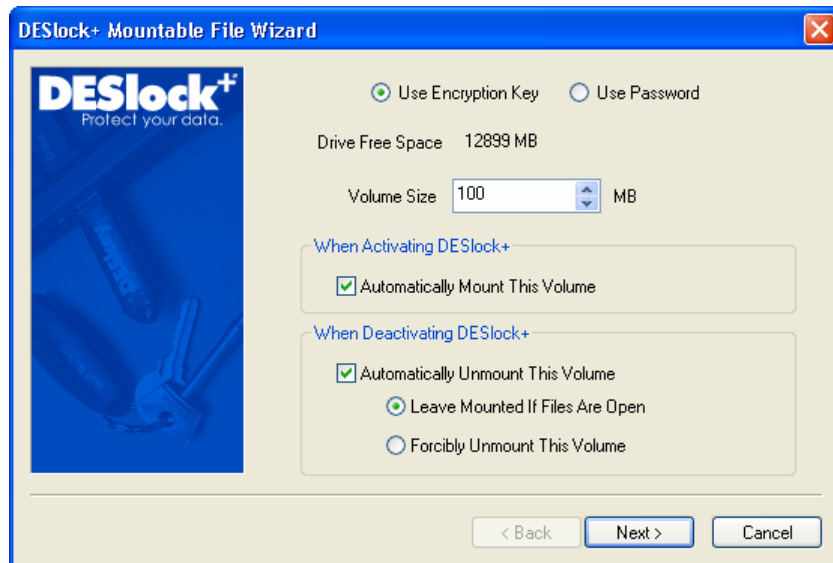 DESlock+ Mountable File Wizard
DESlock+
Protect your data.
DESkey
Use Encryption Key Use Password
Drive Free Space 12899 MB
Volume Size 100 MB
When Activating DESlock+
Automatically Mount This Volume
When Deactivating DESlock+
Automatically Unmount This Volume
Leave Mounted If Files Are Open
Forcibly Unmount This Volume
< Back Next > Cancel